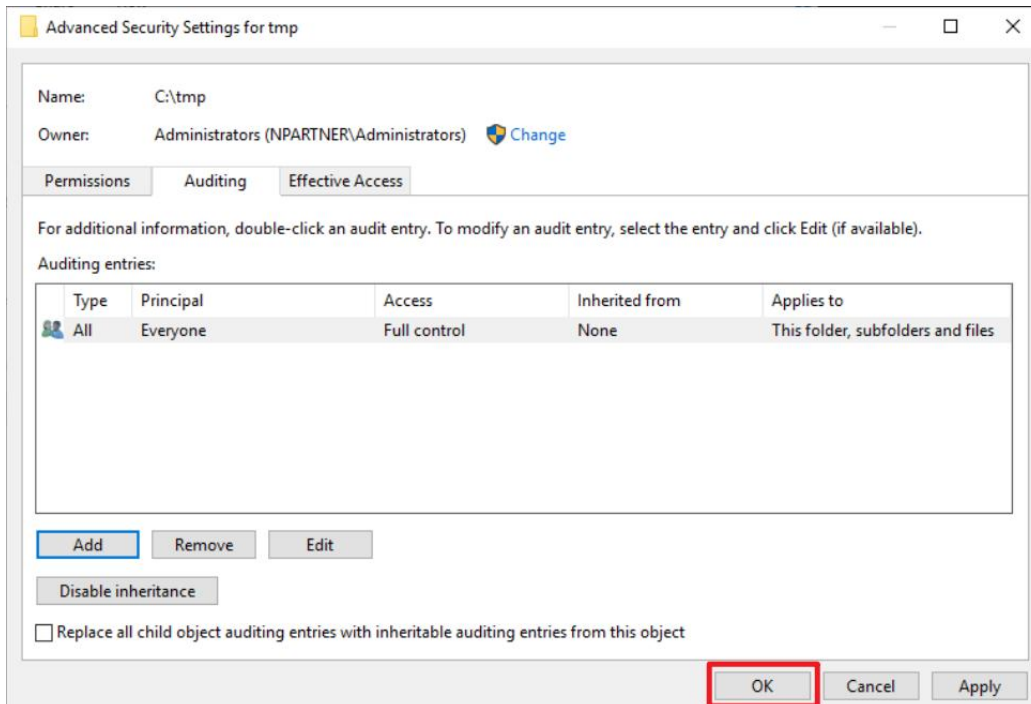 Advanced Security Settings for tmp
Name: C:\tmp
Owner: Administrators (NPARTNER\Administrators) Change
Permissions Auditing Effective Access
For additional information, double-click an audit entry. To modify an audit entry, select the entry and click Edit (if available).
Auditing entries:
Type Principal Access Inherited from Applies to
All Everyone Full control None This folder, subfolders and files
Add Remove Edit
Disable inheritance
Replace all child object auditing entries with inheritable auditing entries from this object
OK Cancel Apply